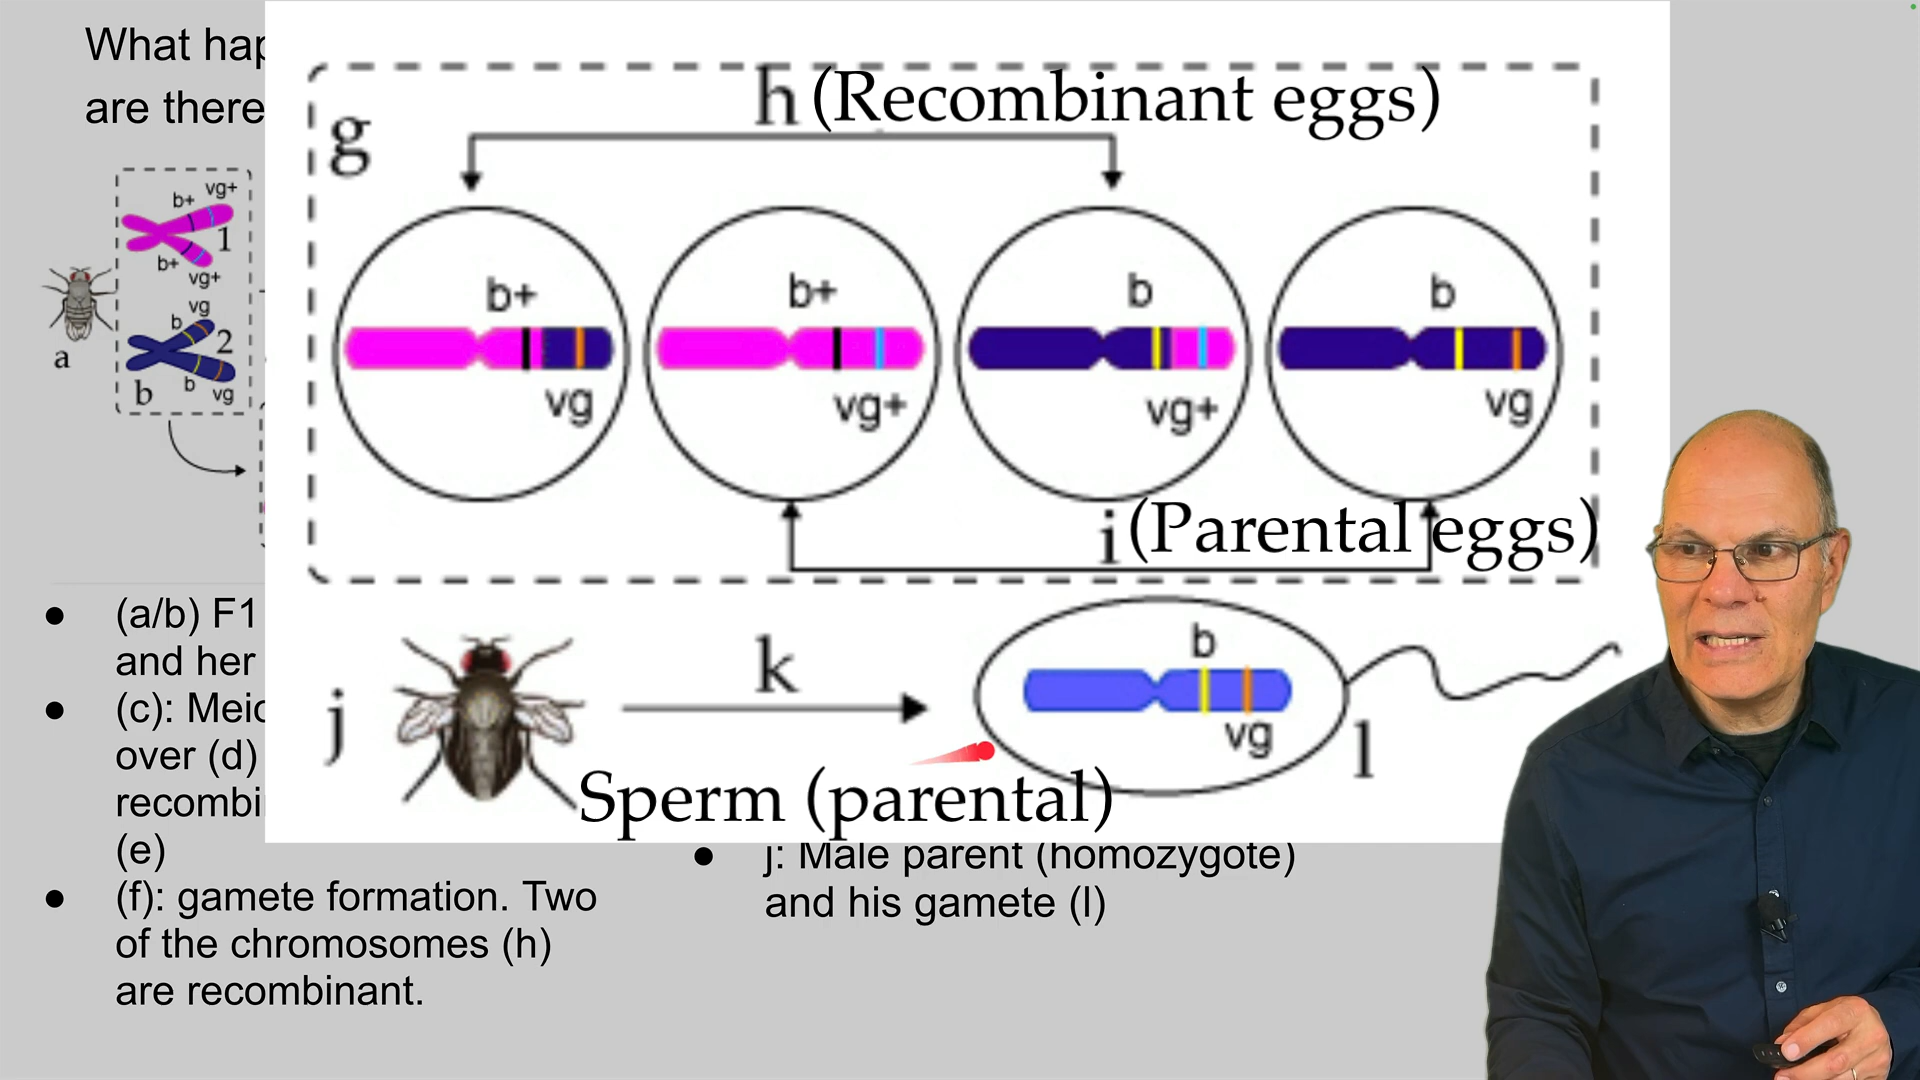 What hap
are there
vg+
b+
1
b+
vg+
vg
b
2
a
b
b
vg
g
h (Recombinant eggs)
b+
b+
b
b
vg
vg+
vg+
vg
i (Parental eggs)
j
k
b
vg
l
Sperm (parental)
● (a/b) F1
and her
● (c): Meio
over (d)
recombi
(e)
● (f): gamete formation. Two
of the chromosomes (h)
are recombinant.
● j: Male parent (homozygote)
and his gamete (l)